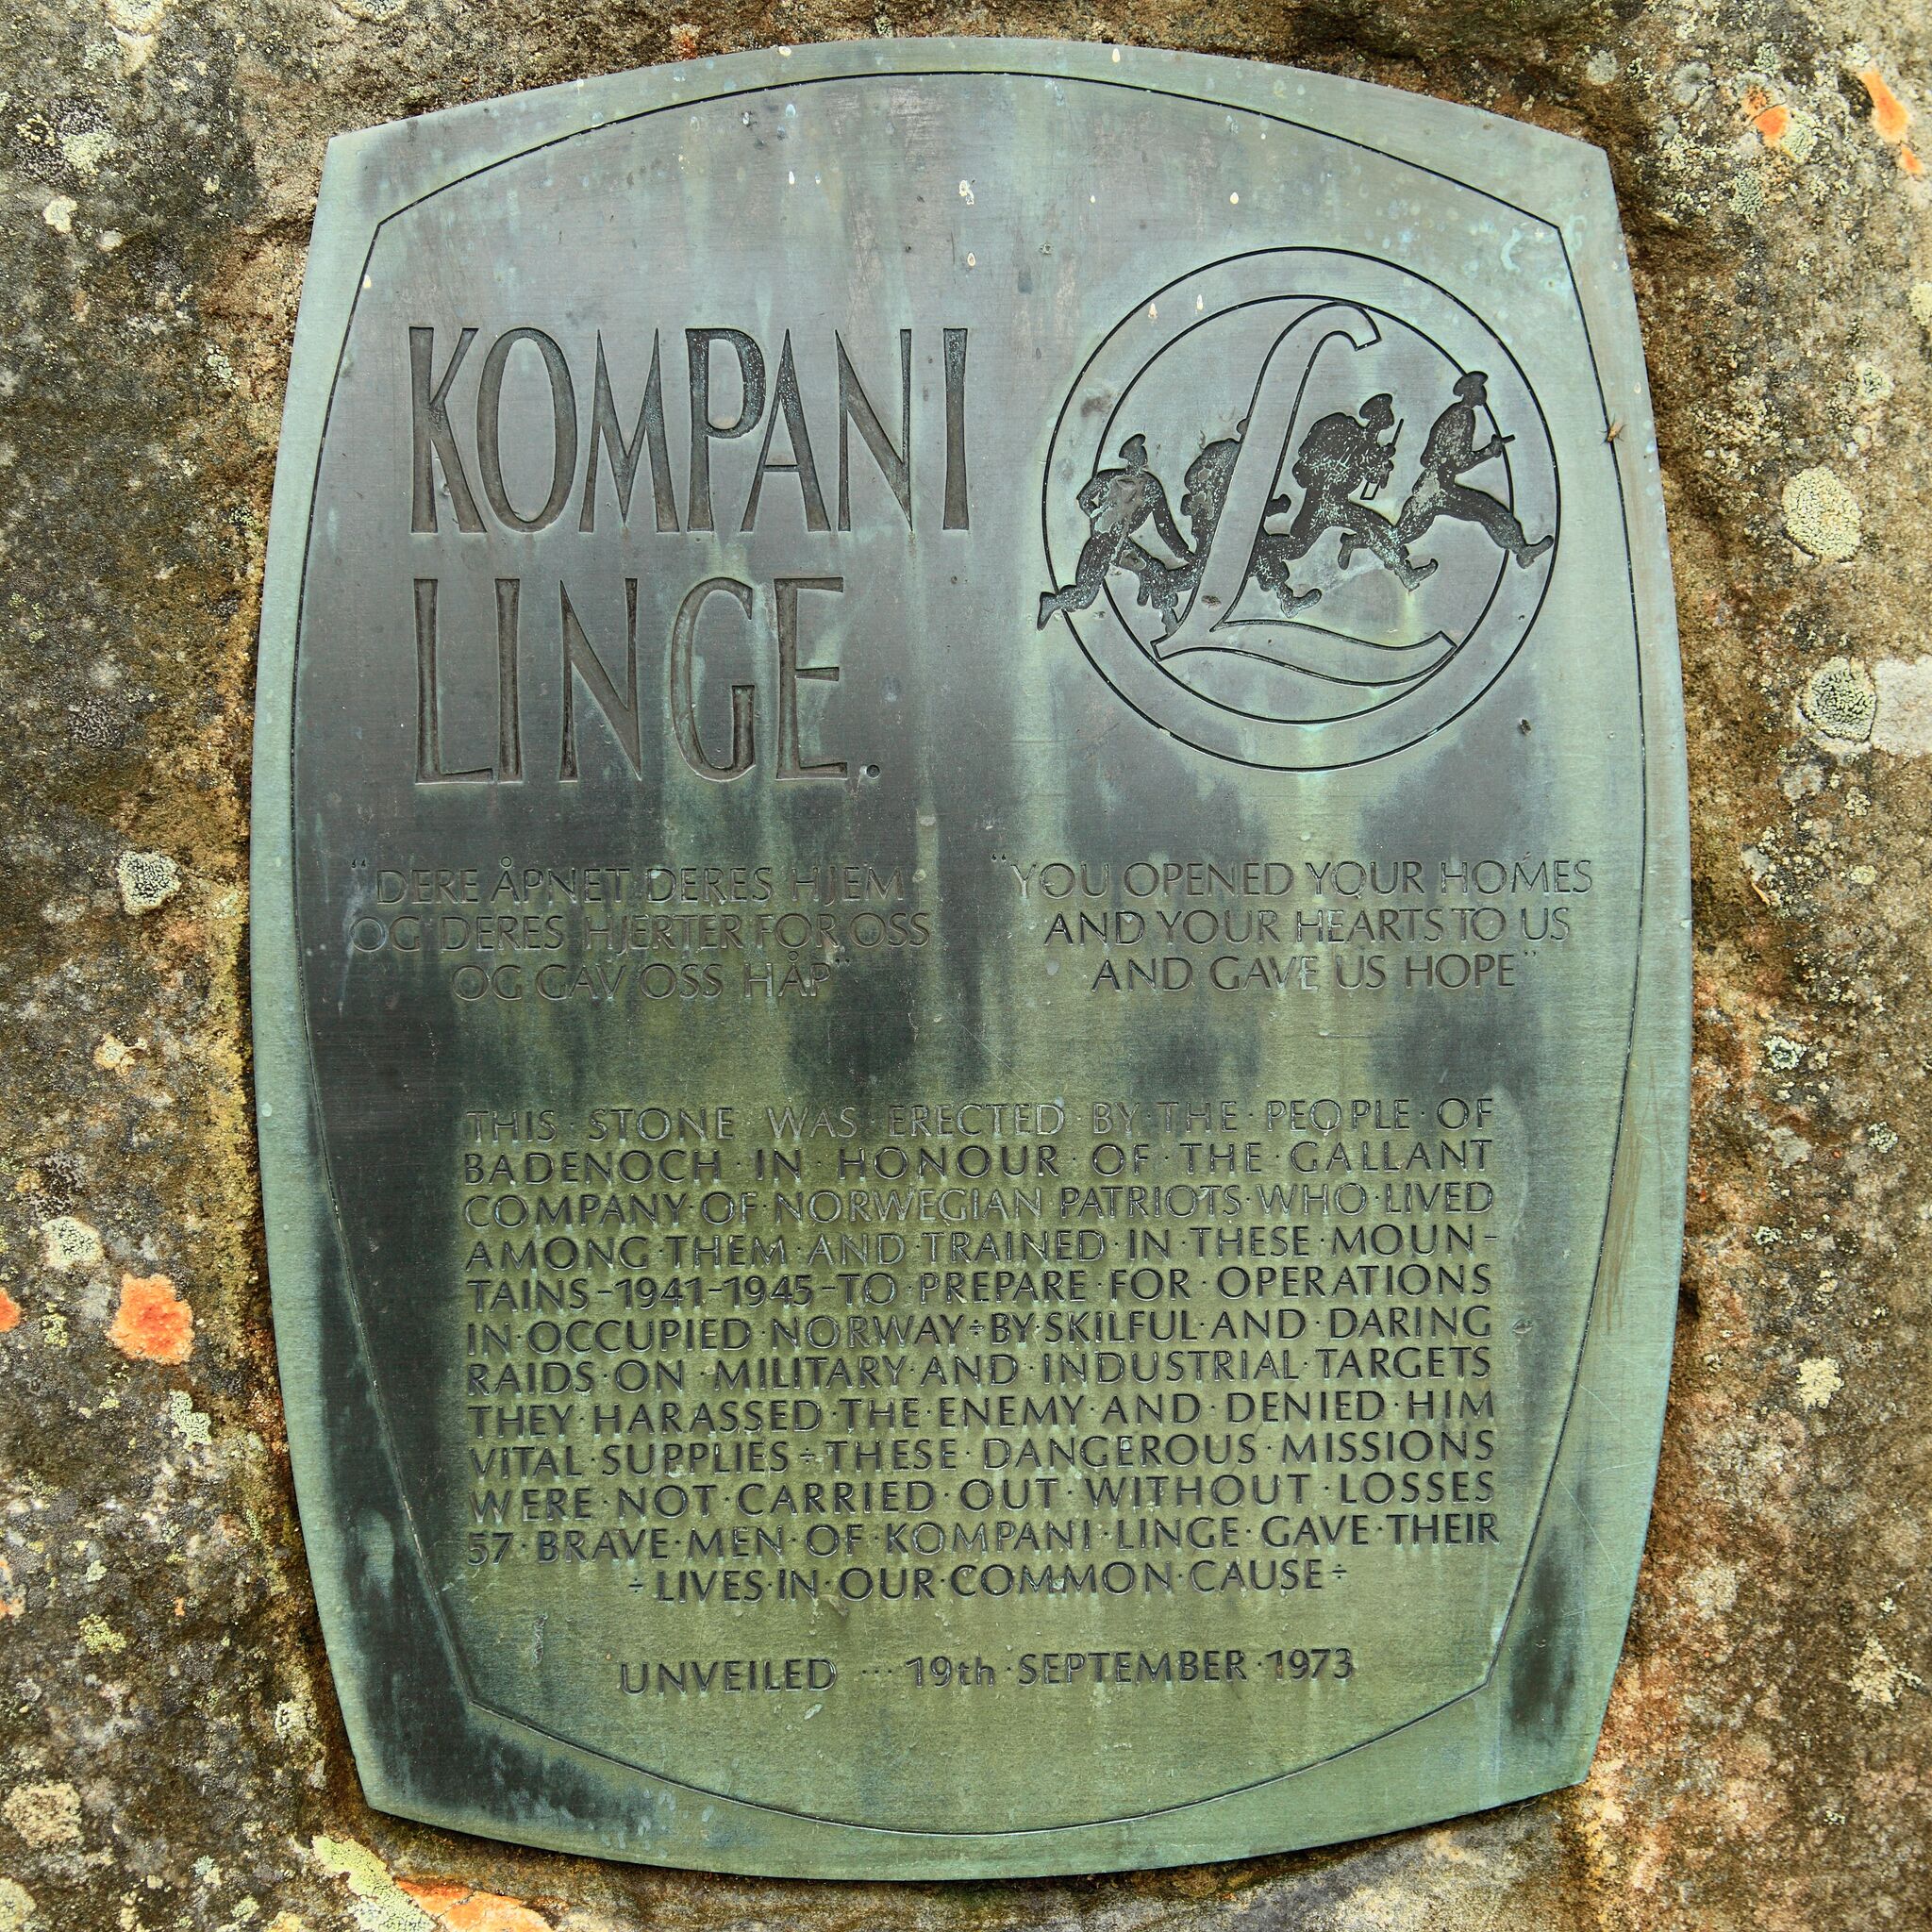 KOMPANI
LINGE.
L
"DERE ÅPNET DERES HJEM
OG DERES HJERTER FOR OSS
OG GAV OSS HÅP"
"YOU OPENED YOUR HOMES
AND YOUR HEARTS TO US
AND GAVE US HOPE"
THIS · STONE · WAS · ERECTED · BY · THE · PEOPLE · OF
BADENOCH · IN · HONOUR · OF · THE · GALLANT
COMPANY · OF · NORWEGIAN PATRIOTS · WHO · LIVED
AMONG · THEM · AND · TRAINED · IN · THESE · MOUN-
TAINS-1941-1945-TO · PREPARE · FOR · OPERATIONS
IN · OCCUPIED · NORWAY÷BY · SKILFUL · AND · DARING
RAIDS · ON · MILITARY · AND · INDUSTRIAL · TARGETS
THEY · HARASSED · THE · ENEMY · AND · DENIED · HIM
VITAL · SUPPLIES÷THESE · DANGEROUS · MISSIONS
WERE · NOT · CARRIED · OUT · WITHOUT · LOSSES
57 · BRAVE · MEN · OF · KOMPANI · LINGE · GAVE · THEIR
÷ LIVES · IN · OUR · COMMON · CAUSE ÷
UNVEILED ··· 19th · SEPTEMBER · 1973